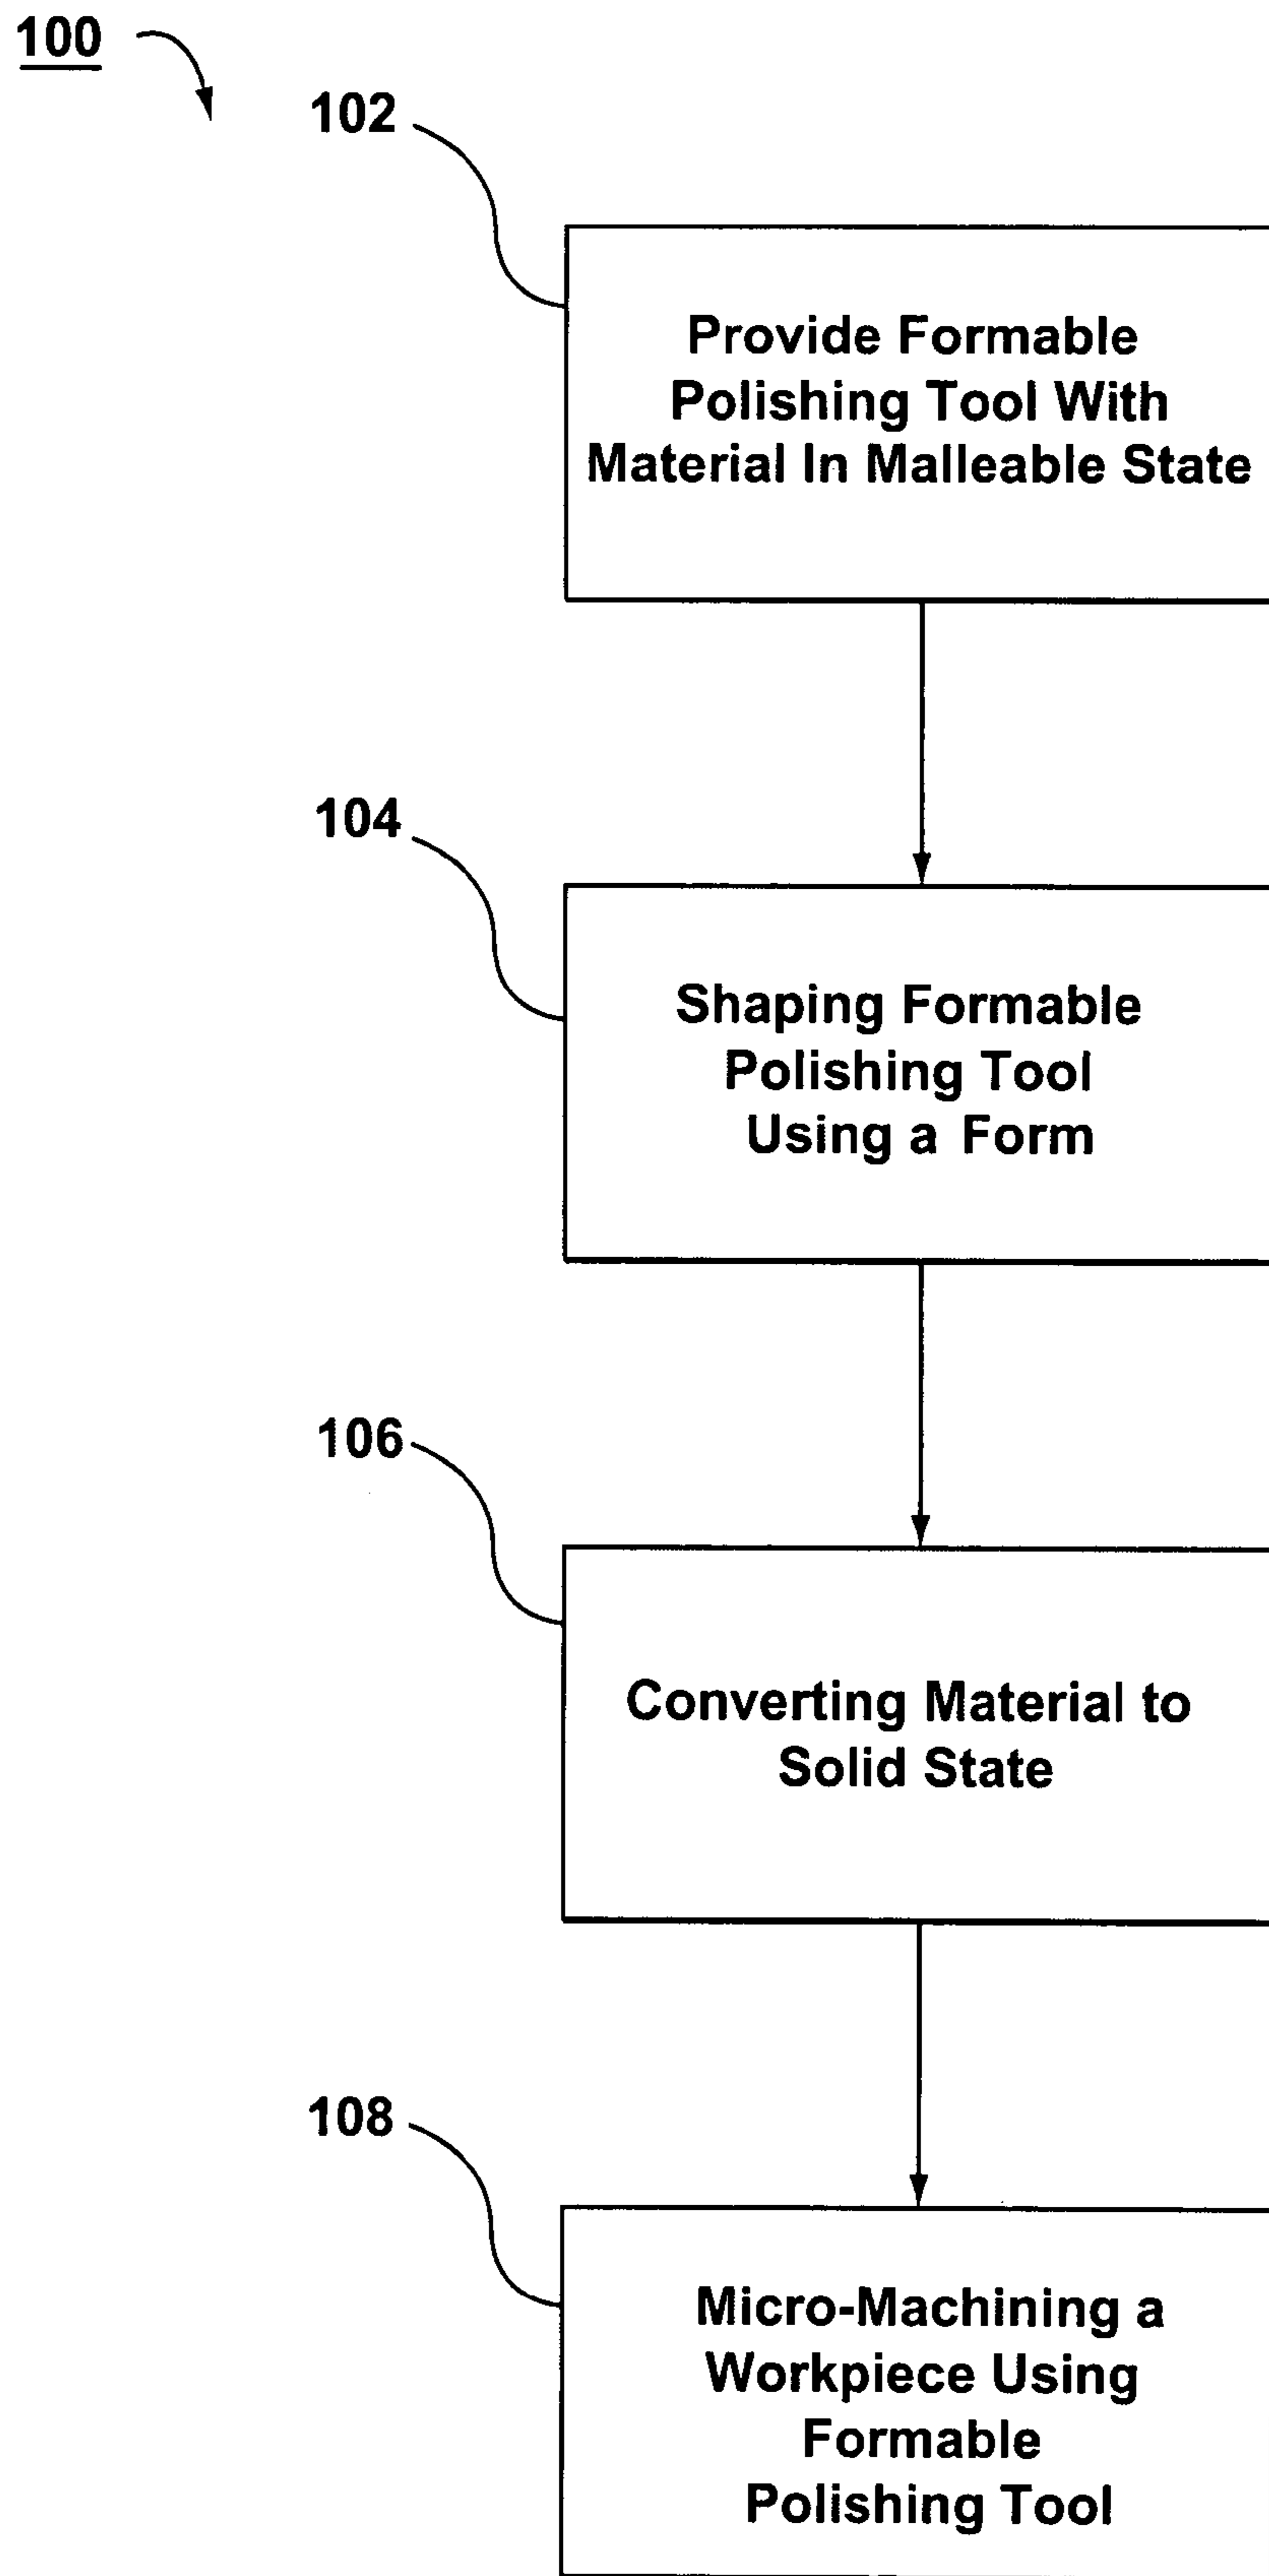 100
102
Provide Formable
Polishing Tool With
Material In Malleable State
104
Shaping Formable
Polishing Tool
Using a Form
106
Converting Material to
Solid State
108
Micro-Machining a
Workpiece Using
Formable
Polishing Tool